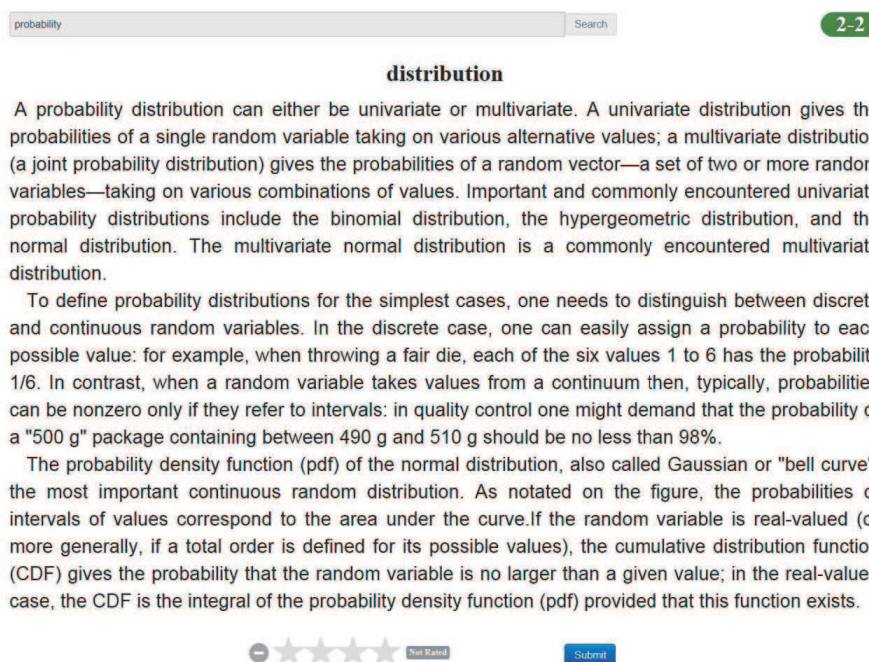 probability
Search
2-2
distribution
A probability distribution can either be univariate or multivariate. A univariate distribution gives th
probabilities of a single random variable taking on various alternative values; a multivariate distributio
(a joint probability distribution) gives the probabilities of a random vector—a set of two or more randor
variables—taking on various combinations of values. Important and commonly encountered univariat
probability distributions include the binomial distribution, the hypergeometric distribution, and th
normal distribution. The multivariate normal distribution is a commonly encountered multivariat
distribution.
To define probability distributions for the simplest cases, one needs to distinguish between discret
and continuous random variables. In the discrete case, one can easily assign a probability to eac
possible value: for example, when throwing a fair die, each of the six values 1 to 6 has the probabilit
1/6. In contrast, when a random variable takes values from a continuum then, typically, probabilitie
can be nonzero only if they refer to intervals: in quality control one might demand that the probability o
a "500 g" package containing between 490 g and 510 g should be no less than 98%.
The probability density function (pdf) of the normal distribution, also called Gaussian or "bell curve"
the most important continuous random distribution. As notated on the figure, the probabilities o
intervals of values correspond to the area under the curve.If the random variable is real-valued (o
more generally, if a total order is defined for its possible values), the cumulative distribution functio
(CDF) gives the probability that the random variable is no larger than a given value; in the real-value
case, the CDF is the integral of the probability density function (pdf) provided that this function exists.
Not Rated
Submit